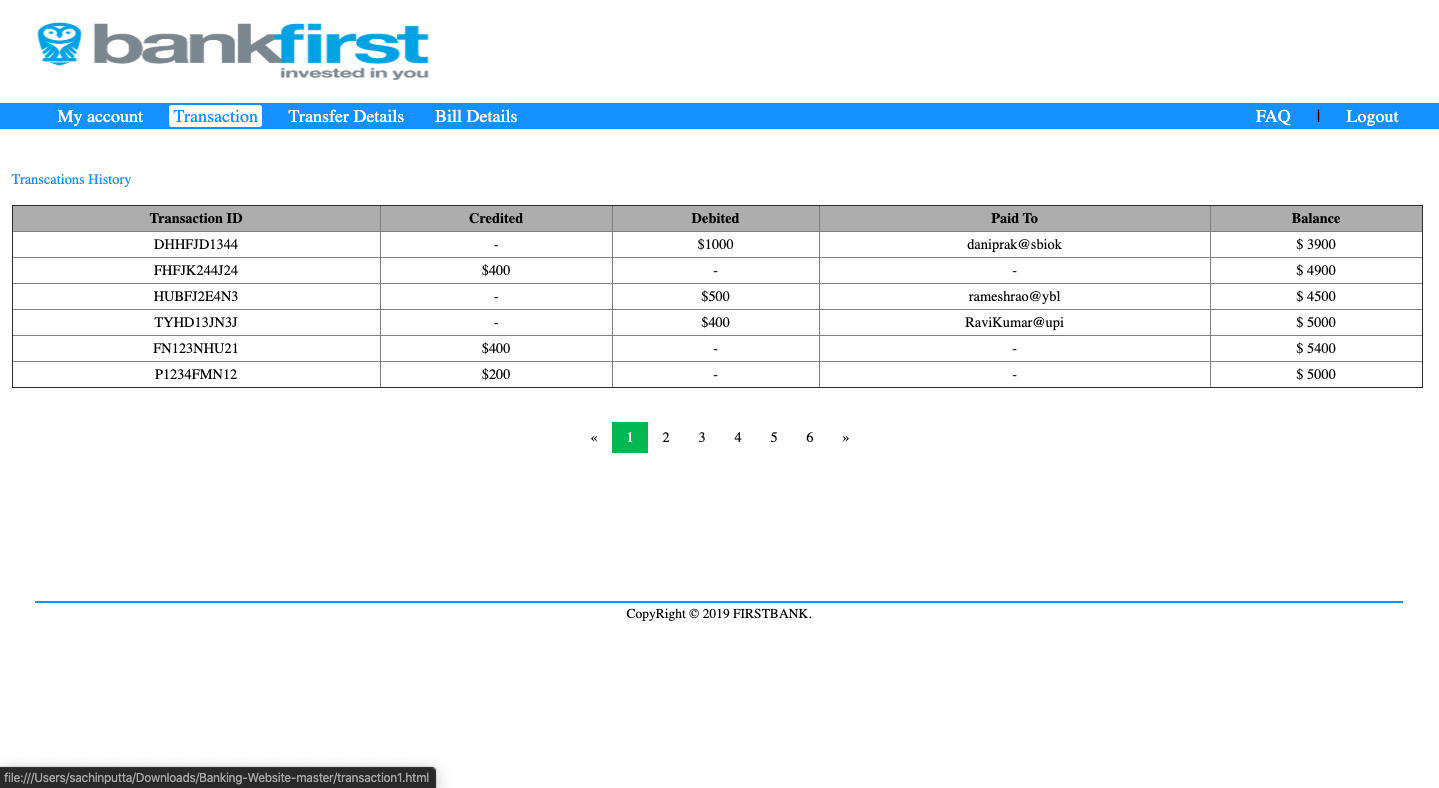 bankfirst
invested in you
My account Transaction Transfer Details Bill Details FAQ | Logout
Transcations History
Transaction ID Credited Debited Paid To Balance
DHHFJD1344 - $1000 daniprak@sbiok $ 3900
FHFJK244J24 $400 - - $ 4900
HUBFJ2E4N3 - $500 rameshrao@ybl $ 4500
TYHD13JN3J - $400 RaviKumar@upi $ 5000
FN123NHU21 $400 - - $ 5400
P1234FMN12 $200 - - $ 5000
« 1 2 3 4 5 6 »
CopyRight © 2019 FIRSTBANK.
file:///Users/sachinputta/Downloads/Banking-Website-master/transaction1.html